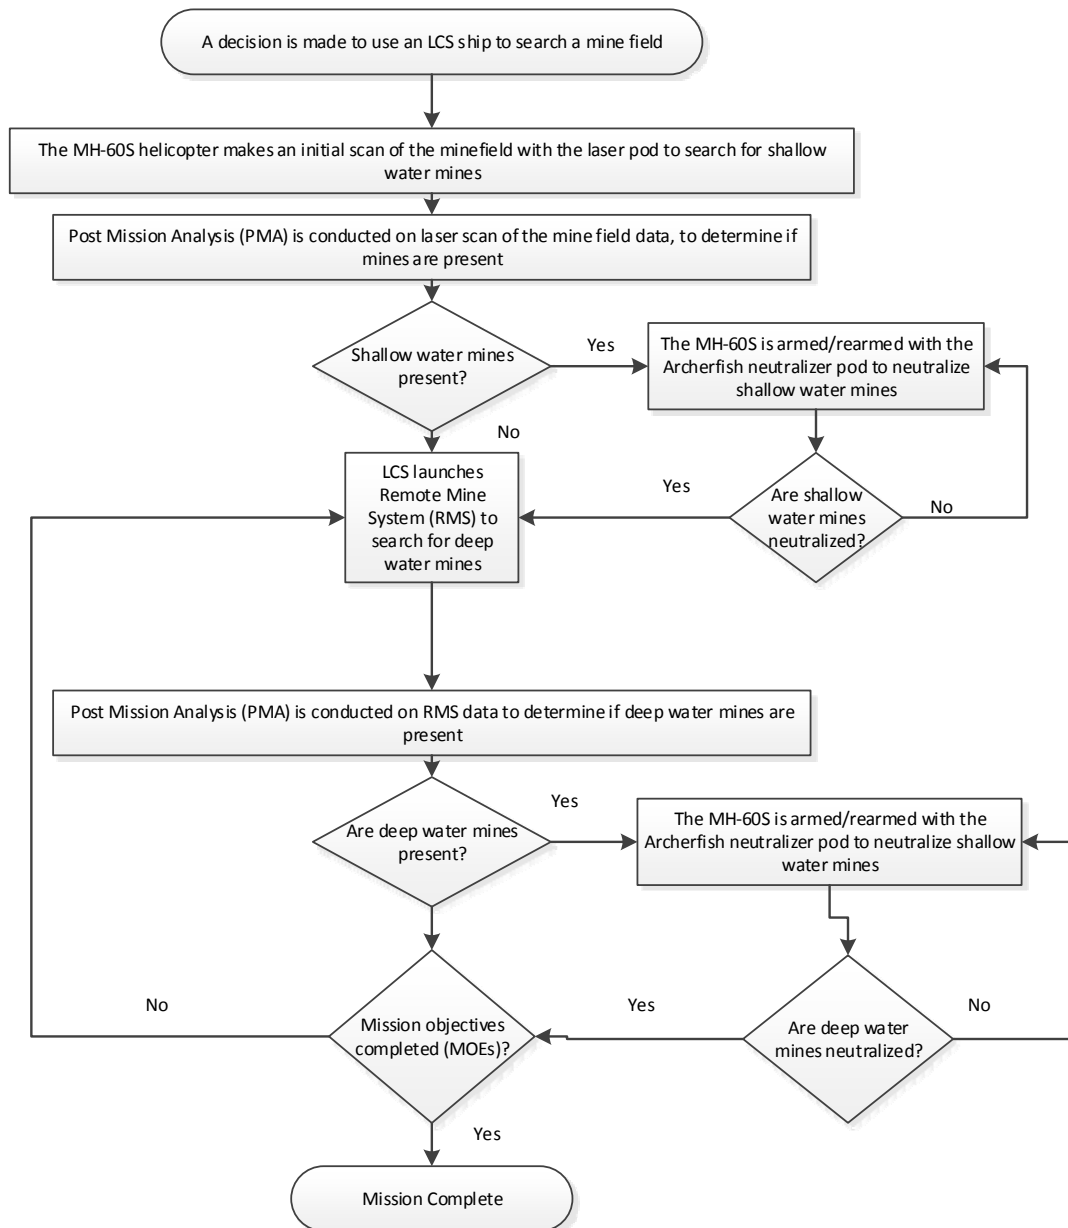 A decision is made to use an LCS ship to search a mine field
The MH-60S helicopter makes an initial scan of the minefield with the laser pod to search for shallow
water mines
Post Mission Analysis (PMA) is conducted on laser scan of the mine field data, to determine if
mines are present
Shallow water mines
present?
Yes
The MH-60S is armed/rearmed with the
Archerfish neutralizer pod to neutralize
shallow water mines
No
LCS launches
Remote Mine
System (RMS) to
search for deep
water mines
Yes
Are shallow
water mines
neutralized?
No
Post Mission Analysis (PMA) is conducted on RMS data to determine if deep water mines are
present
Are deep water mines
present?
Yes
The MH-60S is armed/rearmed with the
Archerfish neutralizer pod to neutralize shallow
water mines
No
Mission objectives
completed (MOEs)?
Yes
Are deep water
mines neutralized?
No
Yes
Mission Complete